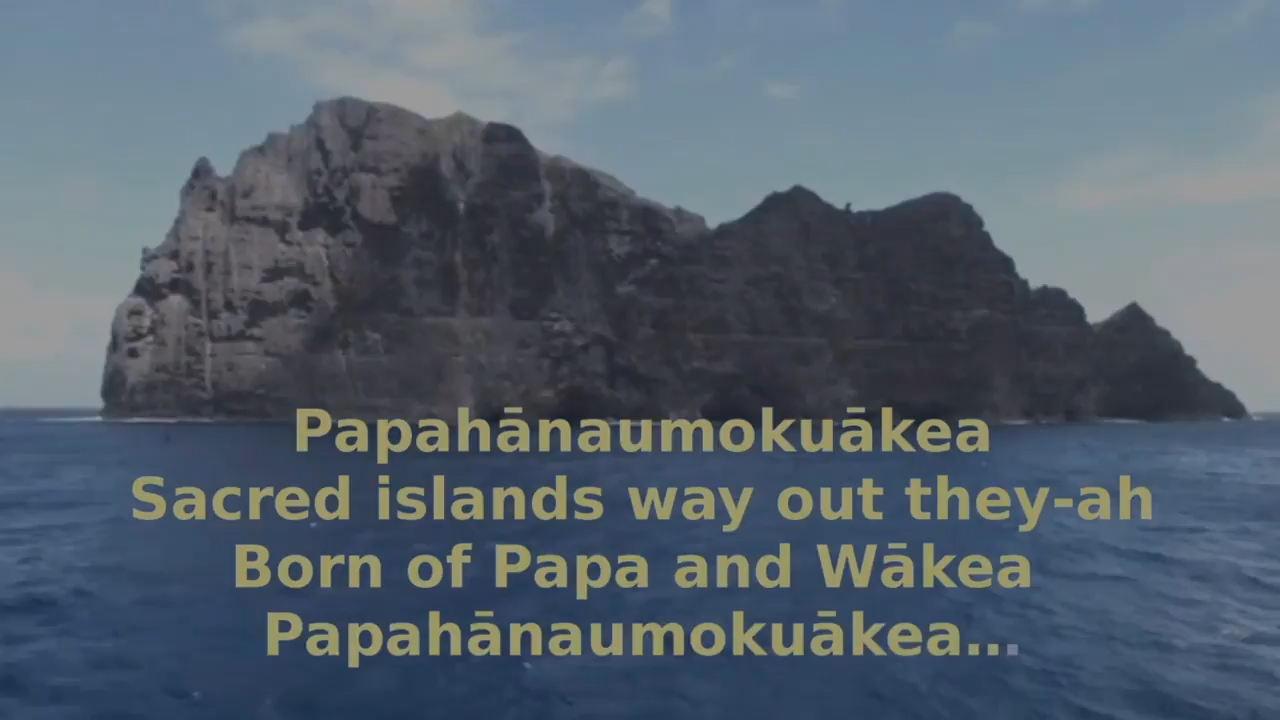 Papahānaumokuākea
Sacred islands way out they-ah
Born of Papa and Wākea
Papahānaumokuākea...